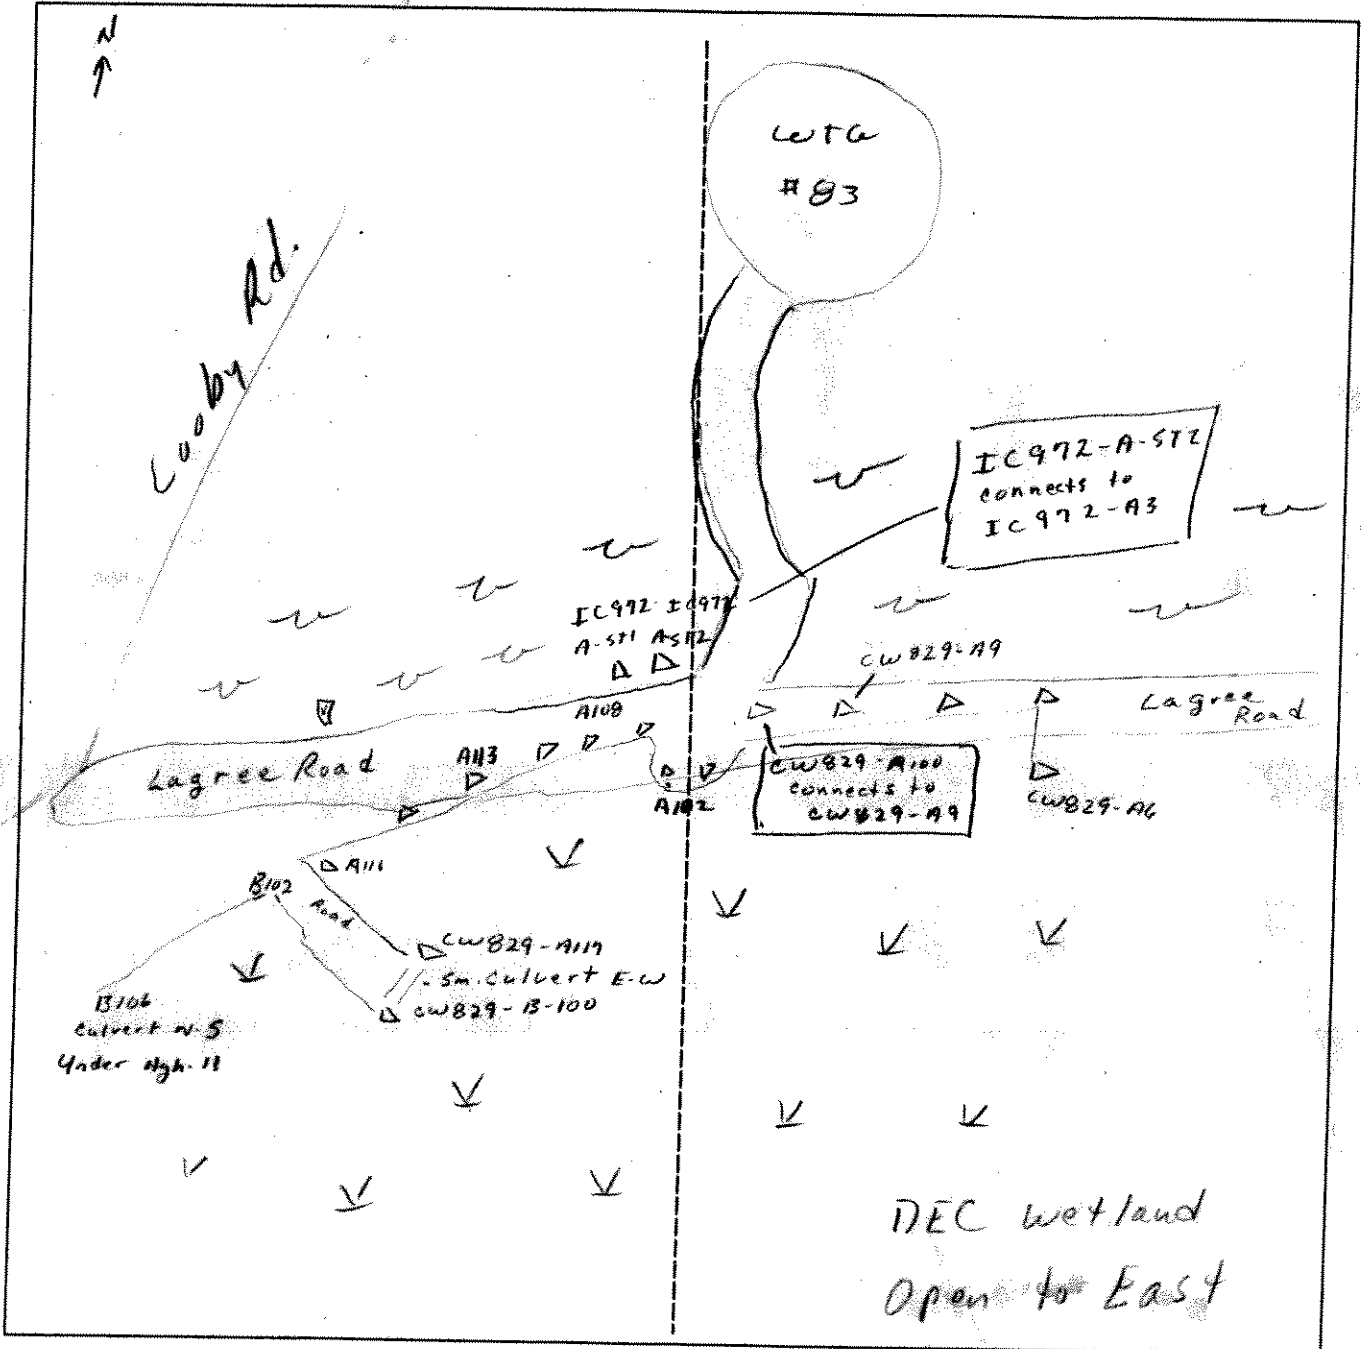 N
WTG
#83
Looby Rd.
IC972-A-ST2
connects to
IC972-A3
IC972 IC972
A-ST1 A-ST2
CW829-A9
Lagree
Road
A108
Lagree Road
A113
A102
CW829-A100
connects to
CW829-A9
CW829-A6
A116
B102
Road
CW829-A119
Sm. Culvert E-W
CW829-B-100
B106
Culvert N-S
Under Hgh. 11
DEC wetland
Open to East